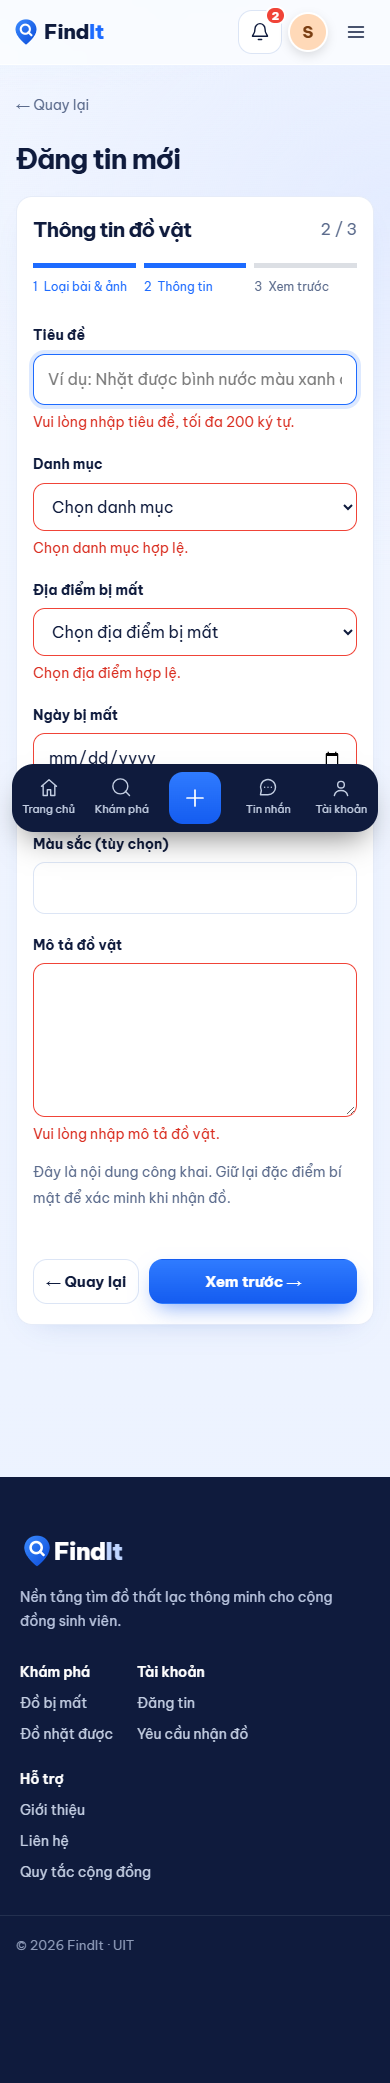 FindIt
2
S
← Quay lại
Đăng tin mới
Thông tin đồ vật
2 / 3
1 Loại bài & ảnh
2 Thông tin
3 Xem trước
Tiêu đề
Ví dụ: Nhặt được bình nước màu xanh
Vui lòng nhập tiêu đề, tối đa 200 ký tự.
Danh mục
Chọn danh mục
Chọn danh mục hợp lệ.
Địa điểm bị mất
Chọn địa điểm bị mất
Chọn địa điểm hợp lệ.
Ngày bị mất
mm/dd/yyyy
Trang chủ
Khám phá
Tin nhắn
Tài khoản
Màu sắc (tùy chọn)
Mô tả đồ vật
Vui lòng nhập mô tả đồ vật.
Đây là nội dung công khai. Giữ lại đặc điểm bí
mật để xác minh khi nhận đồ.
← Quay lại
Xem trước →
FindIt
Nền tảng tìm đồ thất lạc thông minh cho cộng
đồng sinh viên.
Khám phá
Đồ bị mất
Đồ nhặt được
Tài khoản
Đăng tin
Yêu cầu nhận đồ
Hỗ trợ
Giới thiệu
Liên hệ
Quy tắc cộng đồng
© 2026 FindIt · UIT